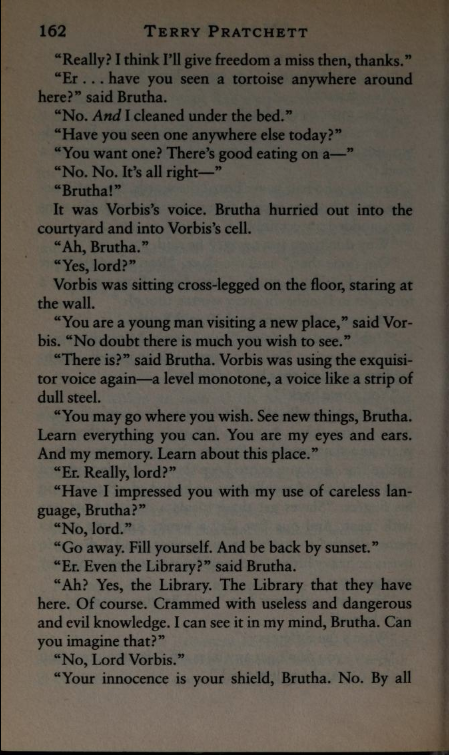 162 TERRY PRATCHETT
“Really? I think I’ll give freedom a miss then, thanks.”
“Er . . . have you seen a tortoise anywhere around
here?” said Brutha.
“No. And I cleaned under the bed.”
“Have you seen one anywhere else today?”
“You want one? There’s good eating on a—”
“No. No. It’s all right—”
“Brutha!”
It was Vorbis’s voice. Brutha hurried out into the
courtyard and into Vorbis’s cell.
“Ah, Brutha.”
“Yes, lord?”
Vorbis was sitting cross-legged on the floor, staring at
the wall.
“You are a young man visiting a new place,” said Vor-
bis. “No doubt there is much you wish to see.”
“There is?” said Brutha. Vorbis was using the exquisi-
tor voice again—a level monotone, a voice like a strip of
dull steel.
“You may go where you wish. See new things, Brutha.
Learn everything you can. You are my eyes and ears.
And my memory. Learn about this place.”
“Er. Really, lord?”
“Have I impressed you with my use of careless lan-
guage, Brutha?”
“No, lord.”
“Go away. Fill yourself. And be back by sunset.”
“Er. Even the Library?” said Brutha.
“Ah? Yes, the Library. The Library that they have
here. Of course. Crammed with useless and dangerous
and evil knowledge. I can see it in my mind, Brutha. Can
you imagine that?”
“No, Lord Vorbis.”
“Your innocence is your shield, Brutha. No. By all